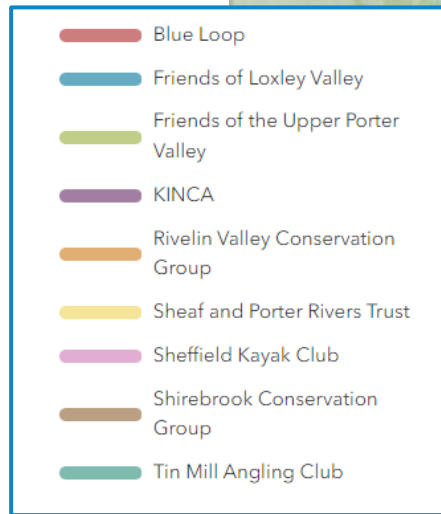 Blue Loop
Friends of Loxley Valley
Friends of the Upper Porter
Valley
KINCA
Rivelin Valley Conservation
Group
Sheaf and Porter Rivers Trust
Sheffield Kayak Club
Shirebrook Conservation
Group
Tin Mill Angling Club